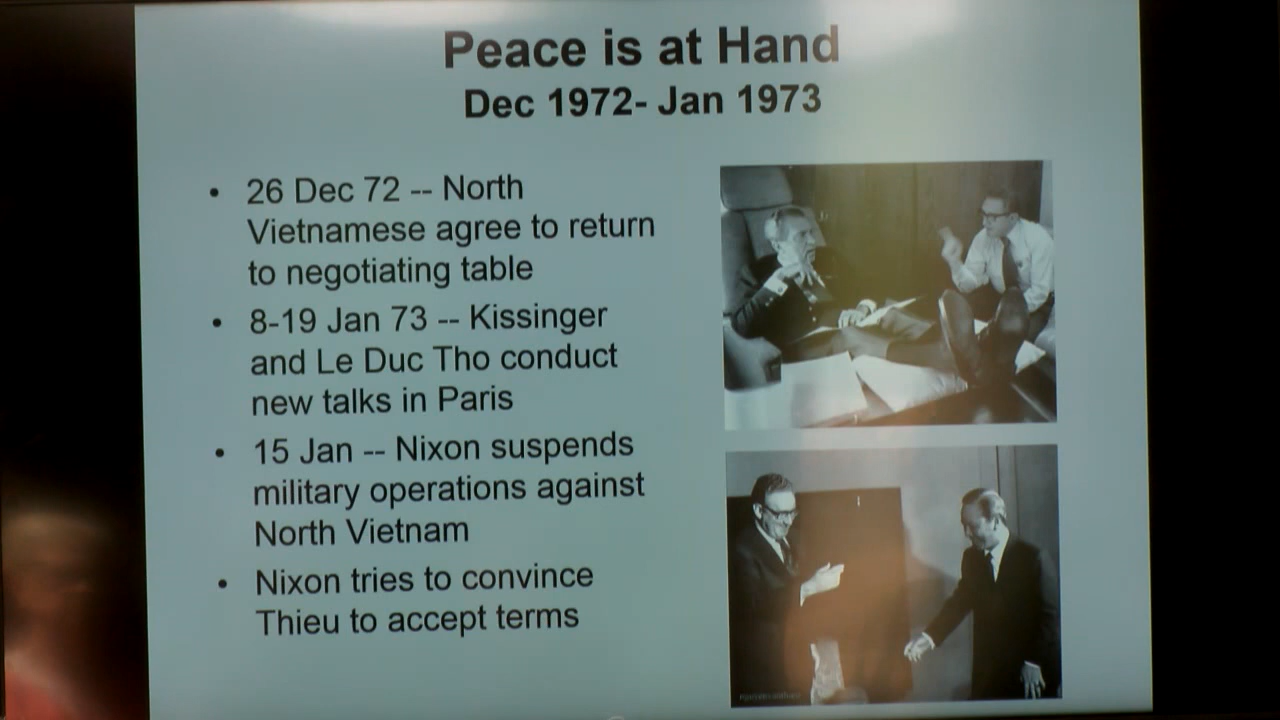 Peace is at Hand
Dec 1972- Jan 1973
• 26 Dec 72 -- North
Vietnamese agree to return
to negotiating table
• 8-19 Jan 73 -- Kissinger
and Le Duc Tho conduct
new talks in Paris
• 15 Jan -- Nixon suspends
military operations against
North Vietnam
• Nixon tries to convince
Thieu to accept terms